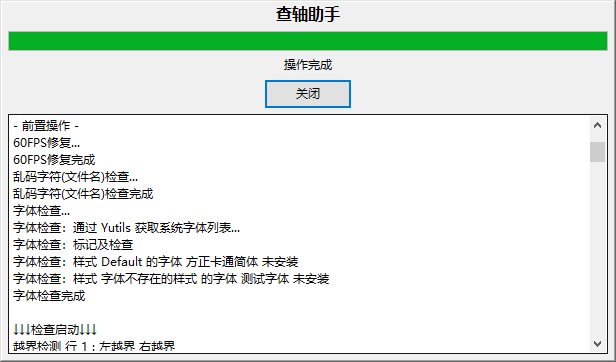 查轴助手
操作完成
关闭
- 前置操作 -
60FPS修复...
60FPS修复完成
乱码字符(文件名)检查...
乱码字符(文件名)检查完成
字体检查...
字体检查：通过 Yutils 获取系统字体列表...
字体检查：标记及检查
字体检查：样式 Default 的字体 方正卡通简体 未安装
字体检查：样式 字体不存在的样式 的字体 测试字体 未安装
字体检查完成
↓↓↓检查启动↓↓↓
越界检测 行 1：左越界 右越界